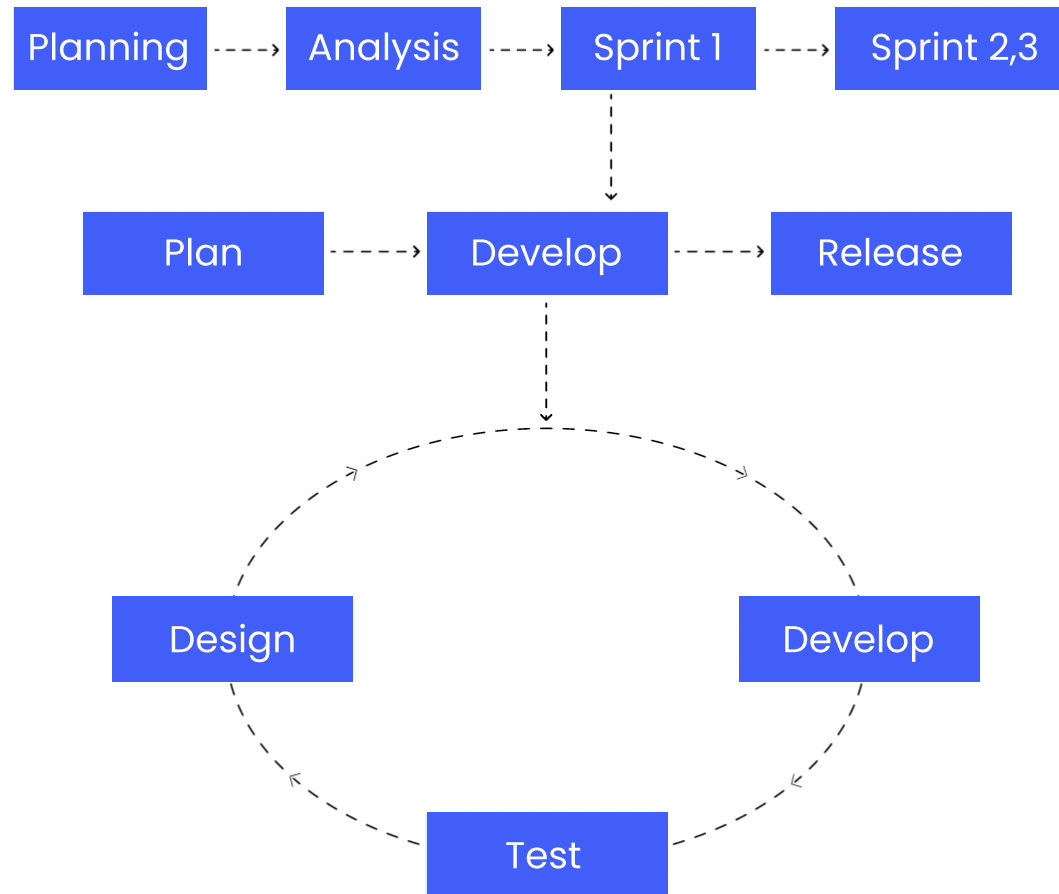 Planning
Analysis
Sprint 1
Sprint 2,3
Plan
Develop
Release
Design
Develop
Test